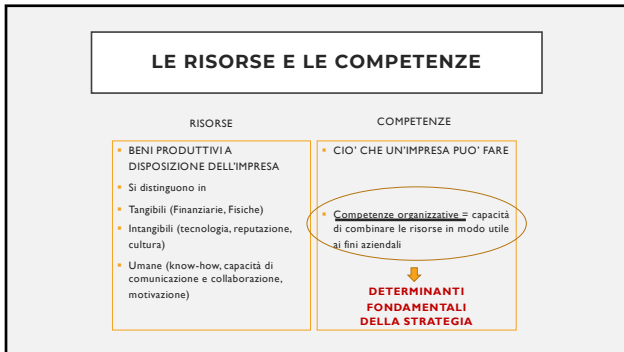 LE RISORSE E LE COMPETENZE
RISORSE
▪ BENI PRODUTTIVI A
DISPOSIZIONE DELL'IMPRESA
▪ Si distinguono in
▪ Tangibili (Finanziarie, Fisiche)
▪ Intangibili (tecnologia, reputazione,
cultura)
▪ Umane (know-how, capacità di
comunicazione e collaborazione,
motivazione)
COMPETENZE
▪ CIO' CHE UN'IMPRESA PUO' FARE
▪ Competenze organizzative = capacità
di combinare le risorse in modo utile
ai fini aziendali
DETERMINANTI
FONDAMENTALI
DELLA STRATEGIA